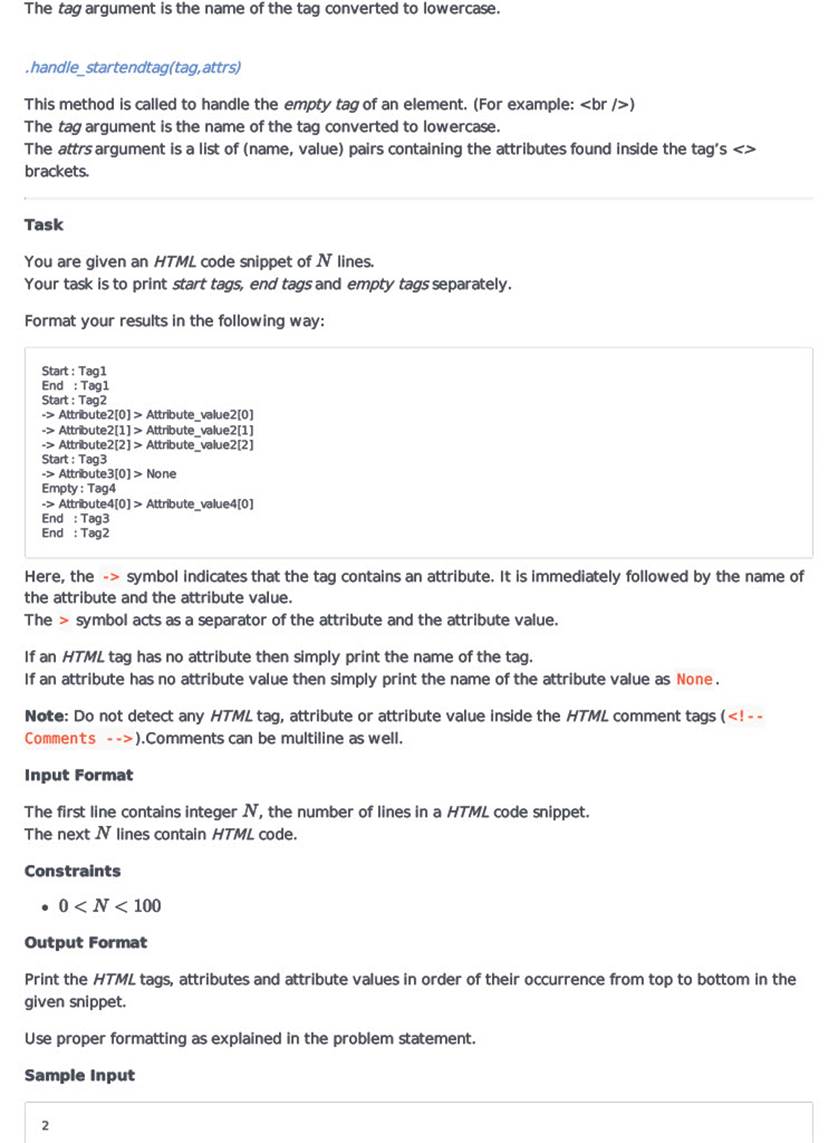 The tag argument is the name of the tag converted to lowercase.
.handle_startendtag(tag,attrs)
This method is called to handle the empty tag of an element. (For example: <br />)
The tag argument is the name of the tag converted to lowercase.
The attrs argument is a list of (name, value) pairs containing the attributes found inside the tag's <>
brackets.
Task
You are given an HTML code snippet of N lines.
Your task is to print start tags, end tags and empty tags separately.
Format your results in the following way:
Start : Tag1
End   : Tag1
Start : Tag2
-> Attribute2[0] > Attribute_value2[0]
-> Attribute2[1] > Attribute_value2[1]
-> Attribute2[2] > Attribute_value2[2]
Start : Tag3
-> Attribute3[0] > None
Empty : Tag4
-> Attribute4[0] > Attribute_value4[0]
End   : Tag3
End   : Tag2
Here, the -> symbol indicates that the tag contains an attribute. It is immediately followed by the name of
the attribute and the attribute value.
The > symbol acts as a separator of the attribute and the attribute value.
If an HTML tag has no attribute then simply print the name of the tag.
If an attribute has no attribute value then simply print the name of the attribute value as None.
Note: Do not detect any HTML tag, attribute or attribute value inside the HTML comment tags (<!--
Comments -->).Comments can be multiline as well.
Input Format
The first line contains integer N, the number of lines in a HTML code snippet.
The next N lines contain HTML code.
Constraints
• 0 < N < 100
Output Format
Print the HTML tags, attributes and attribute values in order of their occurrence from top to bottom in the
given snippet.
Use proper formatting as explained in the problem statement.
Sample Input
2